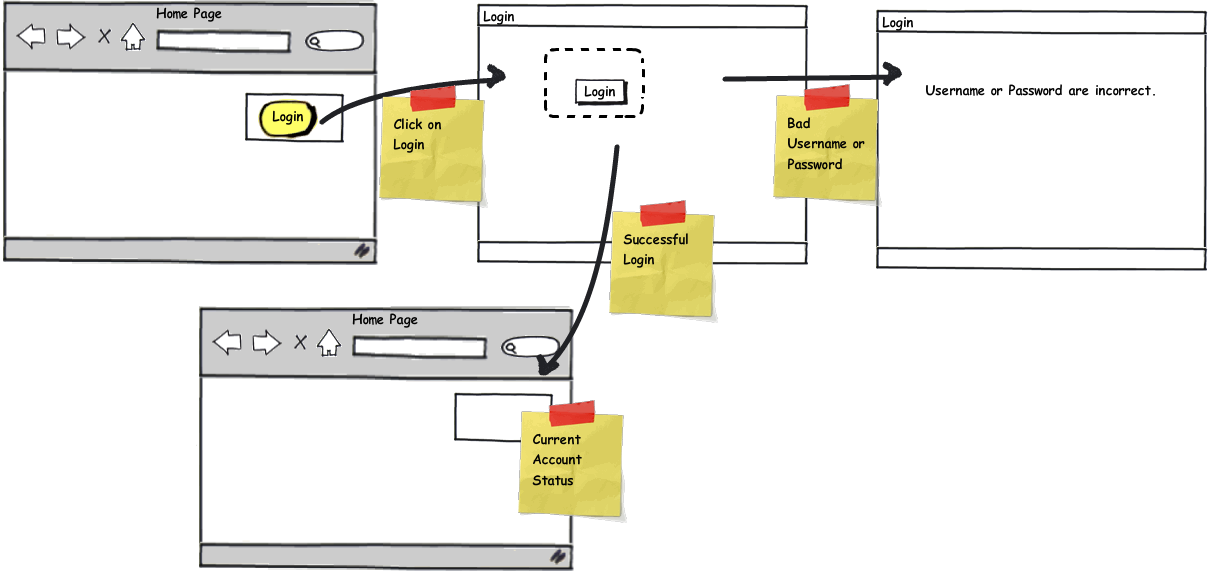 Home Page
Login
Click on
Login
Login
Login
Successful
Login
Bad
Username or
Password
Login
Username or Password are incorrect.
Home Page
Current
Account
Status